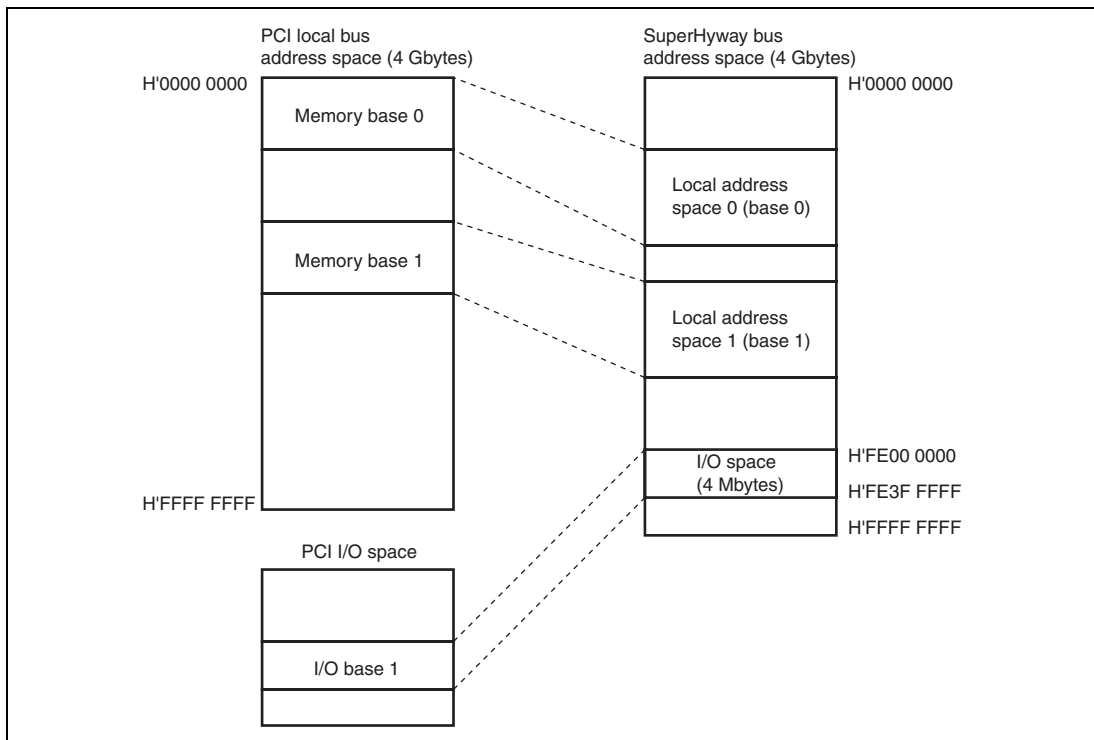 PCI local bus
address space (4 Gbytes)
H'0000 0000
Memory base 0
Memory base 1
H'FFFF FFFF
PCI I/O space
I/O base 1
SuperHyway bus
address space (4 Gbytes)
H'0000 0000
Local address
space 0 (base 0)
Local address
space 1 (base 1)
I/O space
(4 Mbytes)
H'FE00 0000
H'FE3F FFFF
H'FFFF FFFF